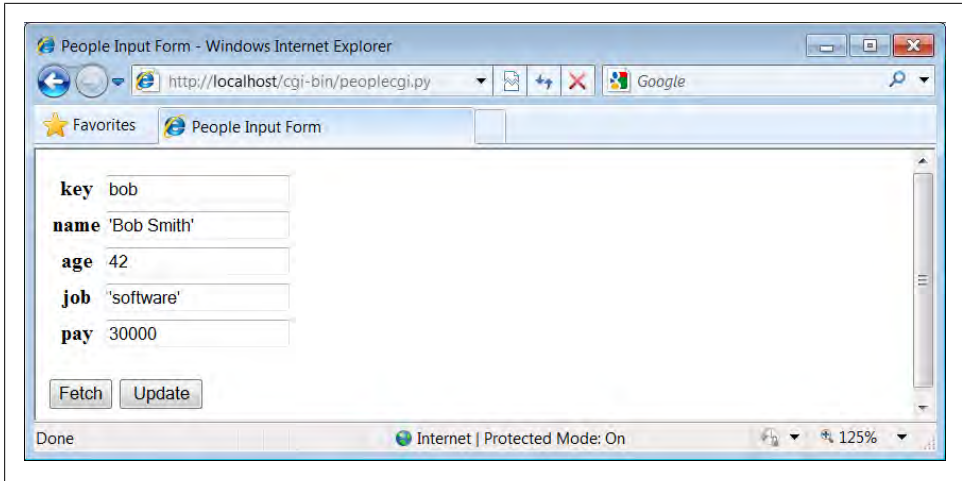 People Input Form - Windows Internet Explorer
http://localhost/cgi-bin/peoplecgi.py Google
Favorites People Input Form
key bob
name 'Bob Smith'
age 42
job 'software'
pay 30000
Fetch Update
Done Internet | Protected Mode: On 125%